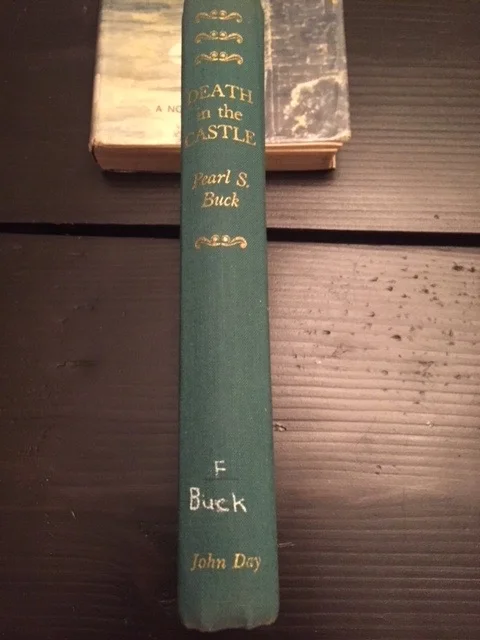 DEATH
in the
CASTLE
Pearl S.
Buck
F
Buck
John Day
A NO